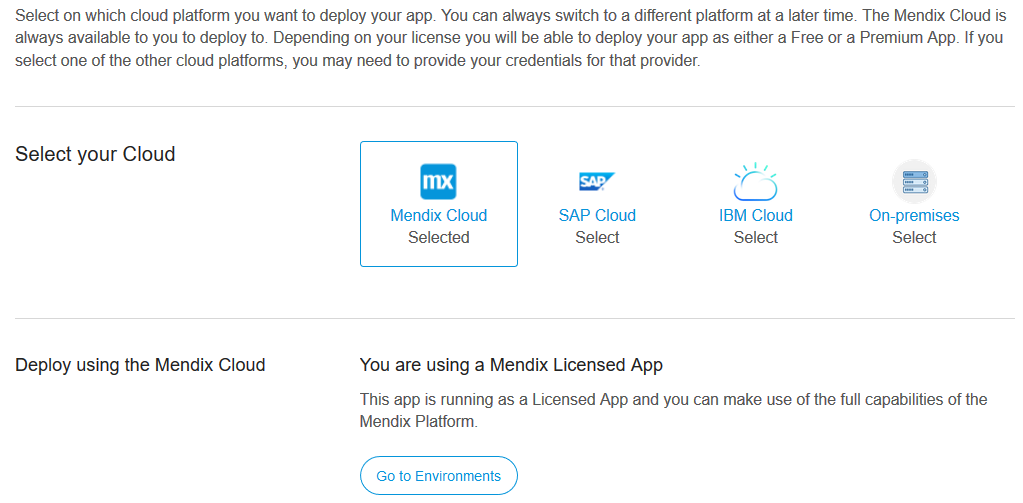 Select on which cloud platform you want to deploy your app. You can always switch to a different platform at a later time. The Mendix Cloud is
always available to you to deploy to. Depending on your license you will be able to deploy your app as either a Free or a Premium App. If you
select one of the other cloud platforms, you may need to provide your credentials for that provider.
Select your Cloud
mx
Mendix Cloud
Selected
SAP
SAP Cloud
Select
IBM Cloud
Select
On-premises
Select
Deploy using the Mendix Cloud
You are using a Mendix Licensed App
This app is running as a Licensed App and you can make use of the full capabilities of the
Mendix Platform.
Go to Environments